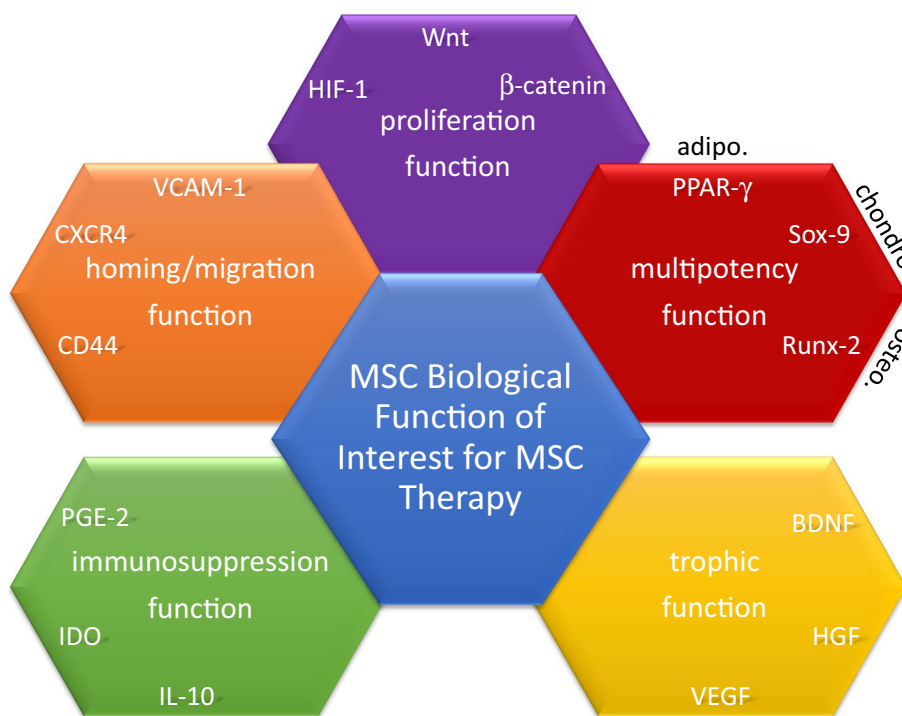 Wnt
HIF-1
β-catenin
proliferation
function
adipo.
PPAR-γ
chondro
Sox-9
multipotency
function
Runx-2
osteo.
VCAM-1
CXCR4
homing/migration
function
CD44
MSC Biological
Function of
Interest for MSC
Therapy
PGE-2
immunosuppression
function
IDO
IL-10
BDNF
trophic
function
HGF
VEGF